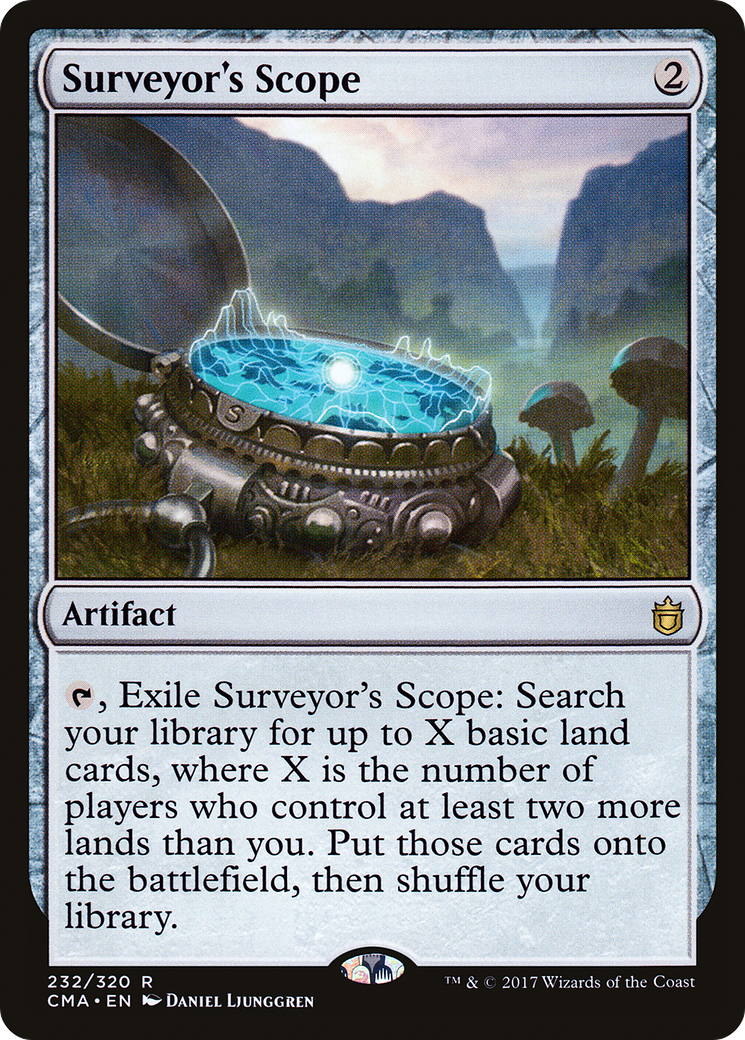 Surveyor's Scope 2
S
Artifact
, Exile Surveyor's Scope: Search
your library for up to X basic land
cards, where X is the number of
players who control at least two more
lands than you. Put those cards onto
the battlefield, then shuffle your
library.
232/320 R
™ & © 2017 Wizards of the Coast
CMA • EN Daniel Ljunggren